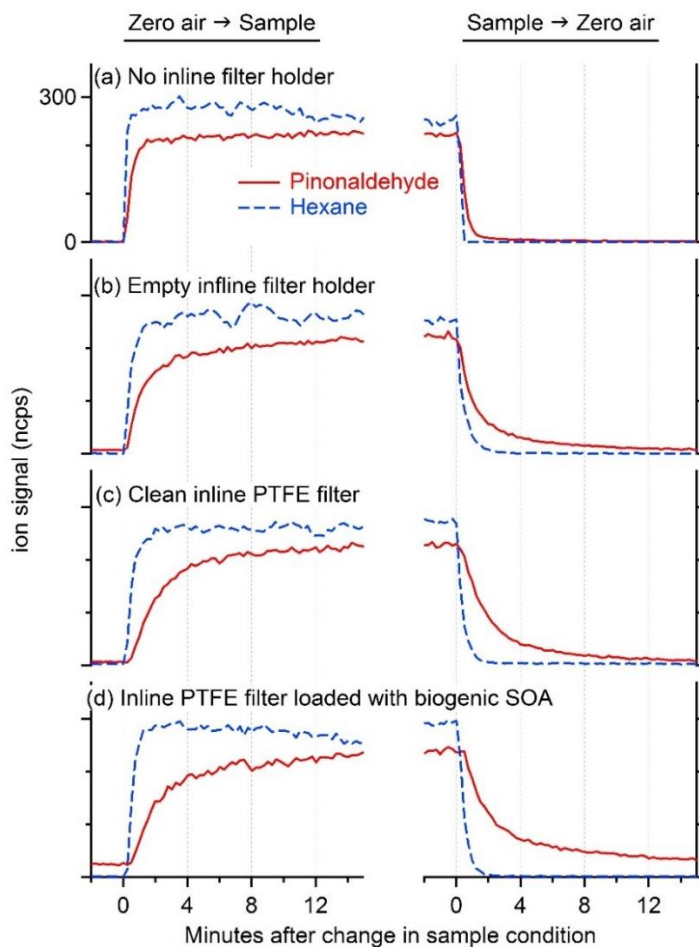 Zero air → Sample
Sample → Zero air
(a) No inline filter holder
300
Pinonaldehyde
Hexane
0
(b) Empty infline filter holder
(c) Clean inline PTFE filter
(d) Inline PTFE filter loaded with biogenic SOA
ion signal (ncps)
0 4 8 12 0 4 8 12
Minutes after change in sample condition